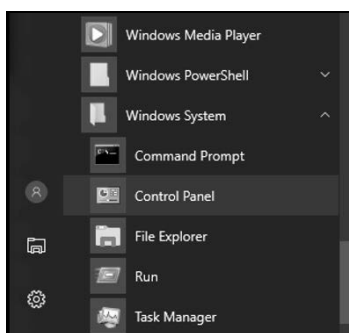 Windows Media Player
Windows PowerShell
Windows System
Command Prompt
Control Panel
File Explorer
Run
Task Manager